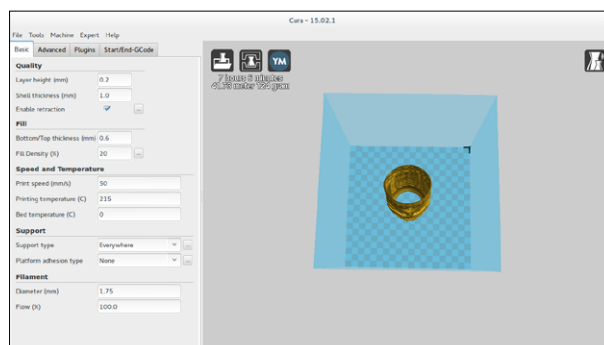 Cura - 15.02.1
File Tools Machine Expert Help
Basic Advanced Plugins Start/End-GCode
Quality
Layer height (mm) 0.2
Shell thickness (mm) 1.0
Enable retraction ...
Fill
Bottom/Top thickness (mm) 0.6
Fill Density (%) 20 ...
Speed and Temperature
Print speed (mm/s) 50
Printing temperature (C) 215
Bed temperature (C) 0
Support
Support type Everywhere ...
Platform adhesion type None ...
Filament
Diameter (mm) 1.75
Flow (%) 100.0
YM
7 hours 6 minutes
meter 124 gram